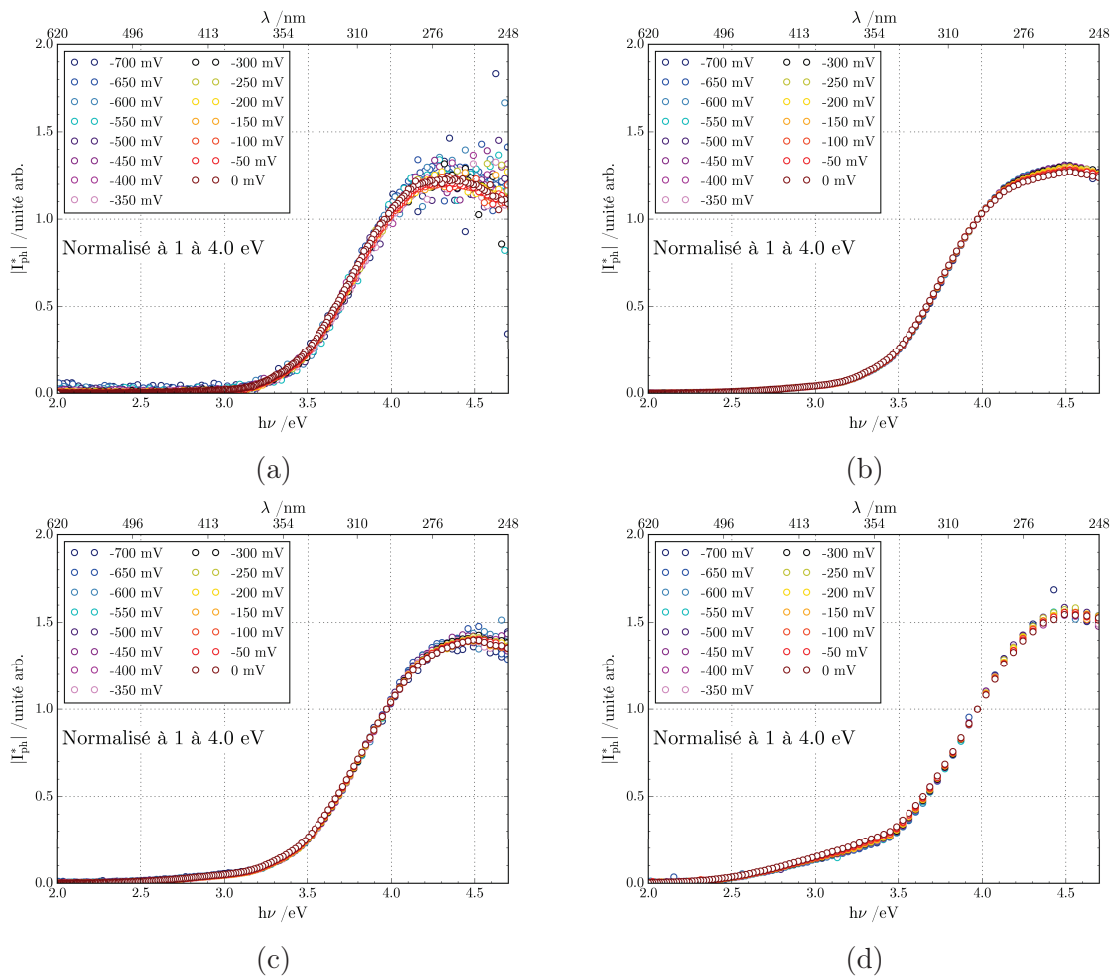 λ /nm
620 496 413 354 310 276 248
2.0
1.5
1.0
0.5
0.0
|I*ph| /unité arb.
-700 mV -300 mV
-650 mV -250 mV
-600 mV -200 mV
-550 mV -150 mV
-500 mV -100 mV
-450 mV -50 mV
-400 mV 0 mV
-350 mV
Normalisé à 1 à 4.0 eV
2.0 2.5 3.0 3.5 4.0 4.5
hν /eV
(a)
λ /nm
620 496 413 354 310 276 248
2.0
1.5
1.0
0.5
0.0
|I*ph| /unité arb.
-700 mV -300 mV
-650 mV -250 mV
-600 mV -200 mV
-550 mV -150 mV
-500 mV -100 mV
-450 mV -50 mV
-400 mV 0 mV
-350 mV
Normalisé à 1 à 4.0 eV
2.0 2.5 3.0 3.5 4.0 4.5
hν /eV
(b)
λ /nm
620 496 413 354 310 276 248
2.0
1.5
1.0
0.5
0.0
|I*ph| /unité arb.
-700 mV -300 mV
-650 mV -250 mV
-600 mV -200 mV
-550 mV -150 mV
-500 mV -100 mV
-450 mV -50 mV
-400 mV 0 mV
-350 mV
Normalisé à 1 à 4.0 eV
2.0 2.5 3.0 3.5 4.0 4.5
hν /eV
(c)
λ /nm
620 496 413 354 310 276 248
2.0
1.5
1.0
0.5
0.0
|I*ph| /unité arb.
-700 mV -300 mV
-650 mV -250 mV
-600 mV -200 mV
-550 mV -150 mV
-500 mV -100 mV
-450 mV -50 mV
-400 mV 0 mV
-350 mV
Normalisé à 1 à 4.0 eV
2.0 2.5 3.0 3.5 4.0 4.5
hν /eV
(d)